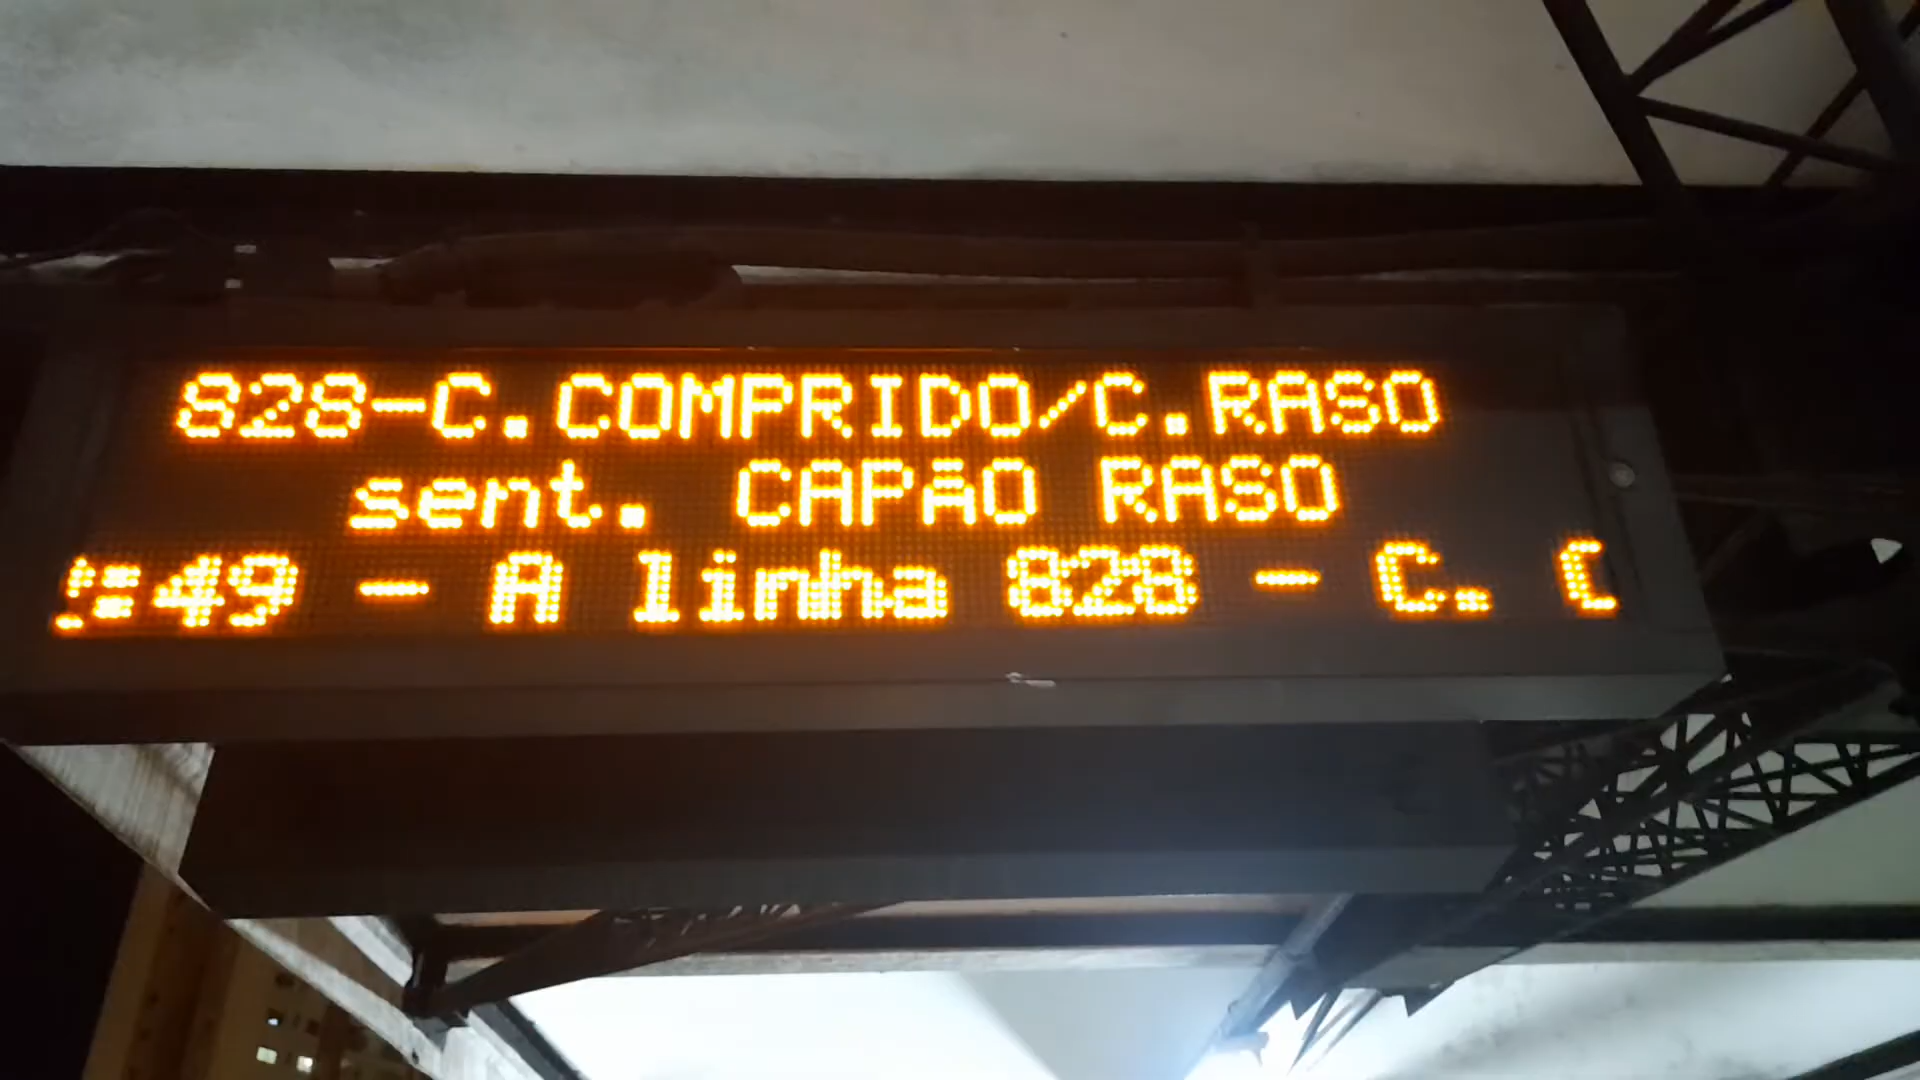 828-C.COMPRIDO/C.RASO
sent. CAPÃO RASO
:49 - A linha 828 - C. C